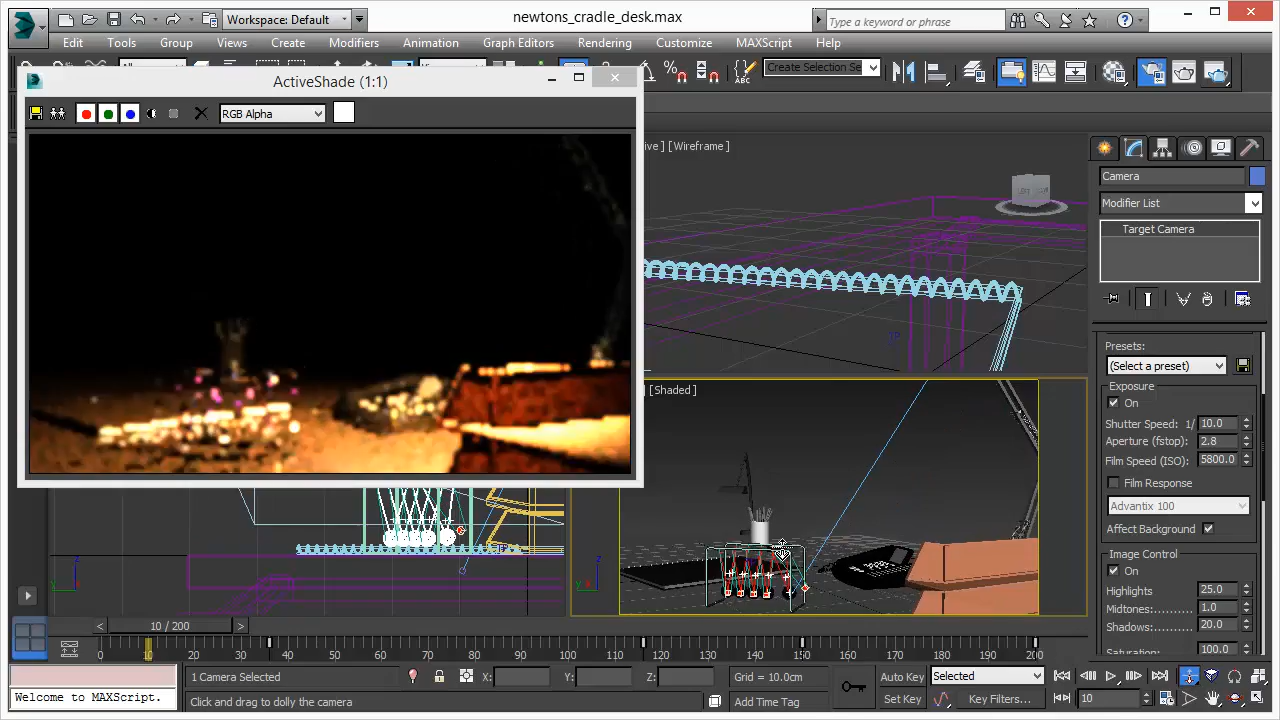 Workspace: Default
newtons_cradle_desk.max
Type a keyword or phrase
Edit Tools Group Views Create Modifiers Animation Graph Editors Rendering Customize MAXScript Help
Create Selection Se
ActiveShade (1:1)
RGB Alpha
ive ] [Wireframe ]
Camera
Modifier List
Target Camera
Presets:
(Select a preset)
Exposure
On
Shutter Speed: 1/ 10.0
Aperture (fstop): 2.8
Film Speed (ISO): 5800.0
Film Response
Advantix 100
Affect Background
Image Control
On
Highlights 25.0
Midtones: 1.0
Shadows: 20.0
100.0
] [Shaded ]
10 / 200
0 10 20 30 40 50 60 70 80 90 100 110 120 130 140 150 160 170 180 190 200
1 Camera Selected
X: Y: Z:
Grid = 10.0cm
Auto Key
Selected
Welcome to MAXScript.
Click and drag to dolly the camera
Add Time Tag
Set Key
Key Filters...
10